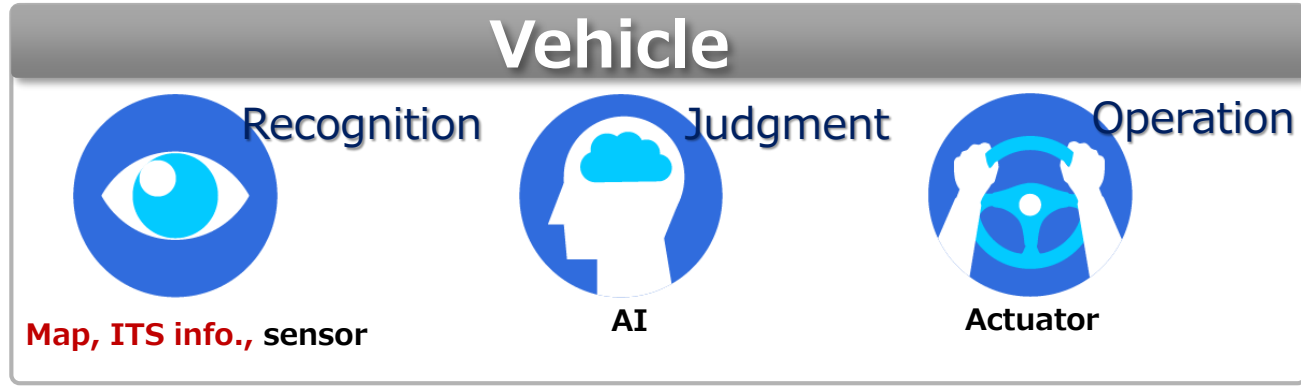 Vehicle
Recognition
Judgment
Operation
Map, ITS info., sensor
AI
Actuator